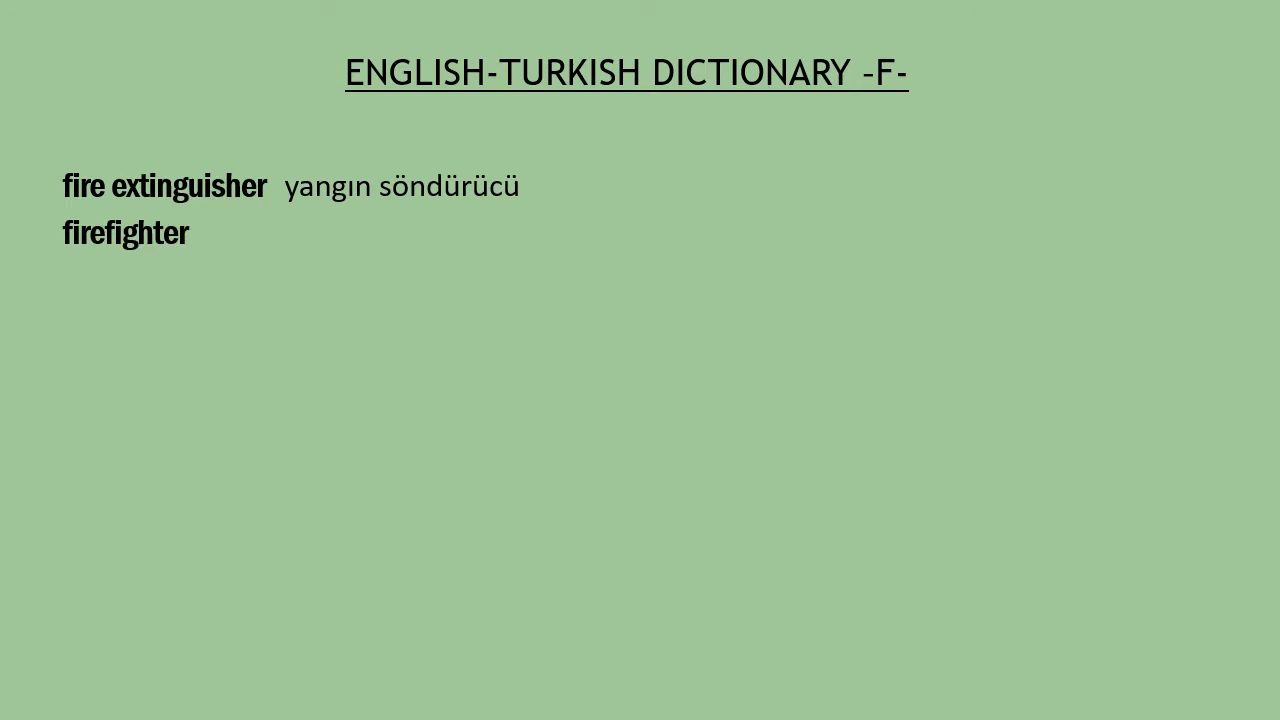 ENGLISH-TURKISH DICTIONARY –F-
fire extinguisher yangın söndürücü
firefighter